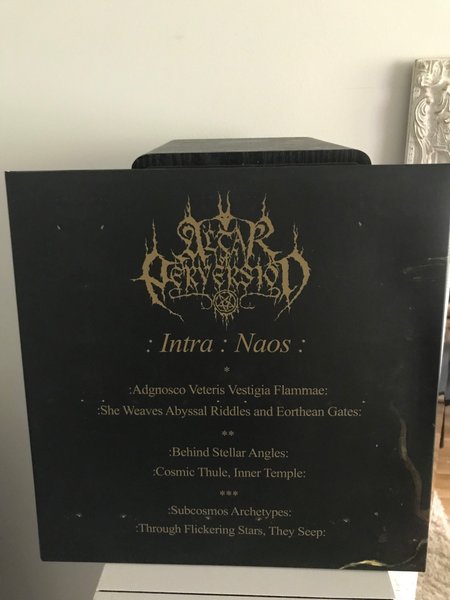 Altar of Perversion
: Intra : Naos :
*
:Adgnosco Veteris Vestigia Flammae:
:She Weaves Abyssal Riddles and Eorthean Gates:
**
:Behind Stellar Angles:
:Cosmic Thule, Inner Temple:
***
:Subcosmos Archetypes:
:Through Flickering Stars, They Seep: